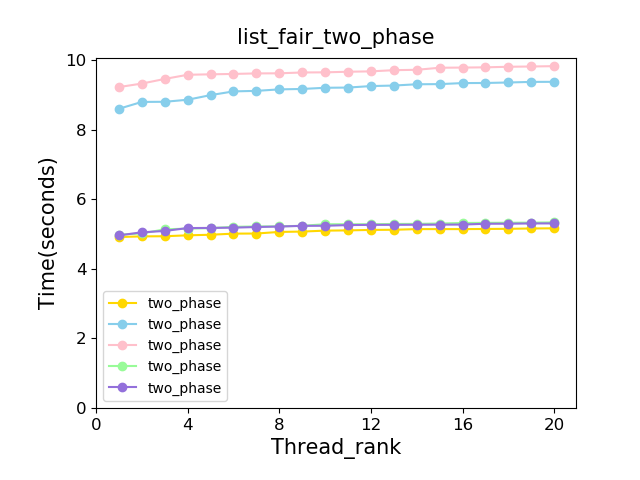 list_fair_two_phase
Time(seconds)
10
8
6
4
2
0
two_phase
two_phase
two_phase
two_phase
two_phase
0 4 8 12 16 20
Thread_rank